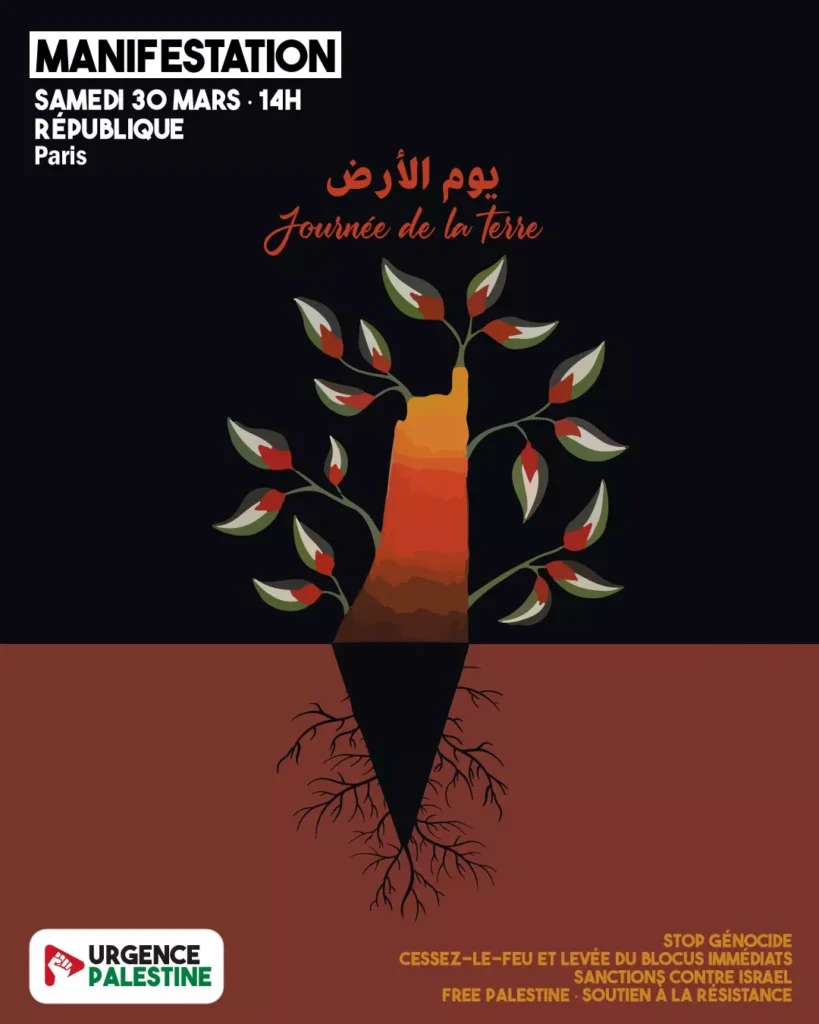 MANIFESTATION
SAMEDI 30 MARS · 14H
RÉPUBLIQUE
Paris
يوم الأرض
Journée de la terre
URGENCE
PALESTINE
STOP GÉNOCIDE
CESSEZ-LE-FEU ET LEVÉE DU BLOCUS IMMÉDIATS
SANCTIONS CONTRE ISRAEL
FREE PALESTINE · SOUTIEN À LA RÉSISTANCE